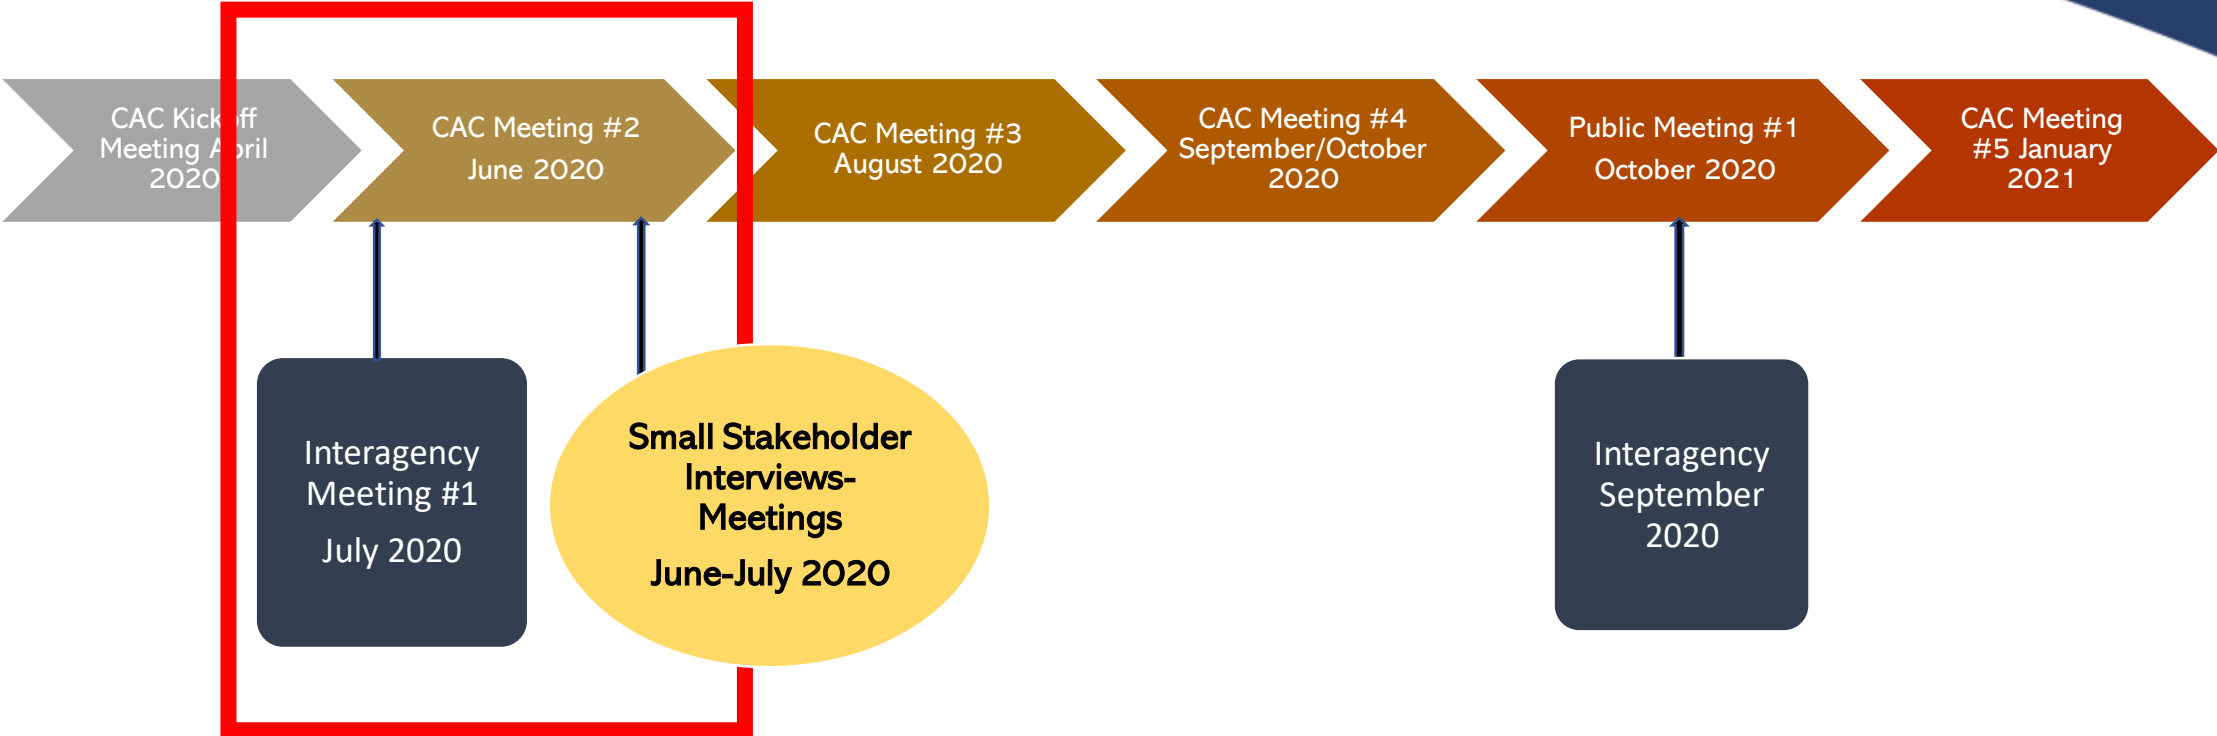 CAC Kickoff
Meeting April
2020
CAC Meeting #2
June 2020
CAC Meeting #3
August 2020
CAC Meeting #4
September/October
2020
Public Meeting #1
October 2020
CAC Meeting
#5 January
2021
Interagency
Meeting #1
July 2020
Small Stakeholder
Interviews-
Meetings
June-July 2020
Interagency
September
2020